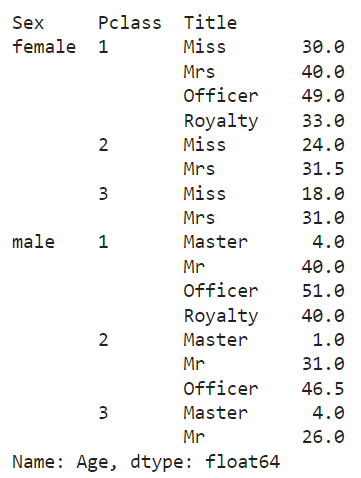 Sex     Pclass  Title
female  1       Miss       30.0
                Mrs        40.0
                Officer    49.0
                Royalty    33.0
        2       Miss       24.0
                Mrs        31.5
        3       Miss       18.0
                Mrs        31.0
male    1       Master      4.0
                Mr         40.0
                Officer    51.0
                Royalty    40.0
        2       Master      1.0
                Mr         31.0
                Officer    46.5
        3       Master      4.0
                Mr         26.0
Name: Age, dtype: float64